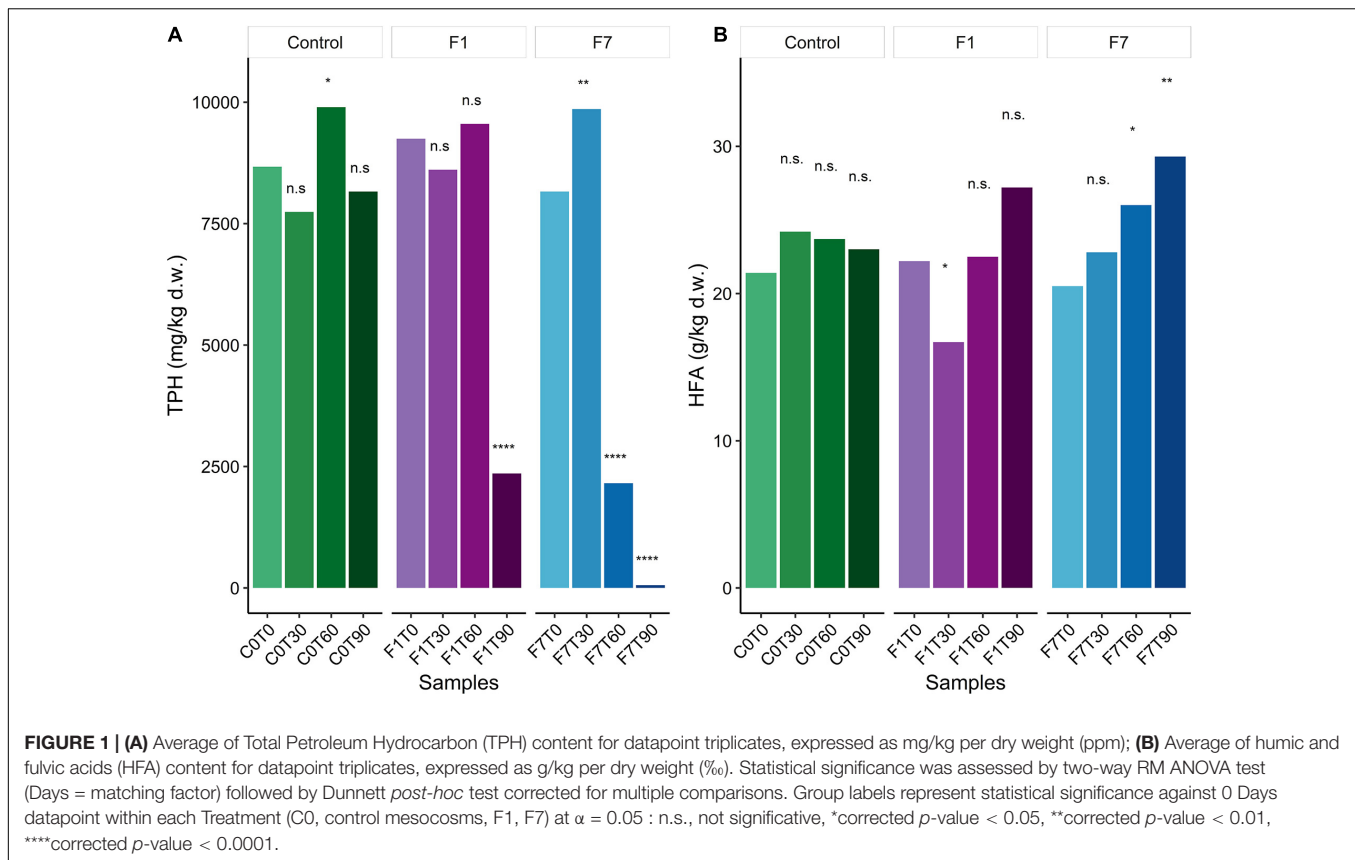 A
Control
F1
F7
TPH (mg/kg d.w.)
10000
7500
5000
2500
0
n.s
*
n.s
n.s
n.s
****
**
****
****
C0T0
C0T30
C0T60
C0T90
F1T0
F1T30
F1T60
F1T90
F7T0
F7T30
F7T60
F7T90
Samples
B
Control
F1
F7
HFA (g/kg d.w.)
30
20
10
0
n.s.
n.s.
n.s.
*
n.s.
n.s.
n.s.
*
**
C0T0
C0T30
C0T60
C0T90
F1T0
F1T30
F1T60
F1T90
F7T0
F7T30
F7T60
F7T90
Samples
FIGURE 1 | (A) Average of Total Petroleum Hydrocarbon (TPH) content for datapoint triplicates, expressed as mg/kg per dry weight (ppm); (B) Average of humic and
fulvic acids (HFA) content for datapoint triplicates, expressed as g/kg per dry weight (‰). Statistical significance was assessed by two-way RM ANOVA test
(Days = matching factor) followed by Dunnett post-hoc test corrected for multiple comparisons. Group labels represent statistical significance against 0 Days
datapoint within each Treatment (C0, control mesocosms, F1, F7) at α = 0.05 : n.s., not significative, *corrected p-value < 0.05, **corrected p-value < 0.01,
****corrected p-value < 0.0001.